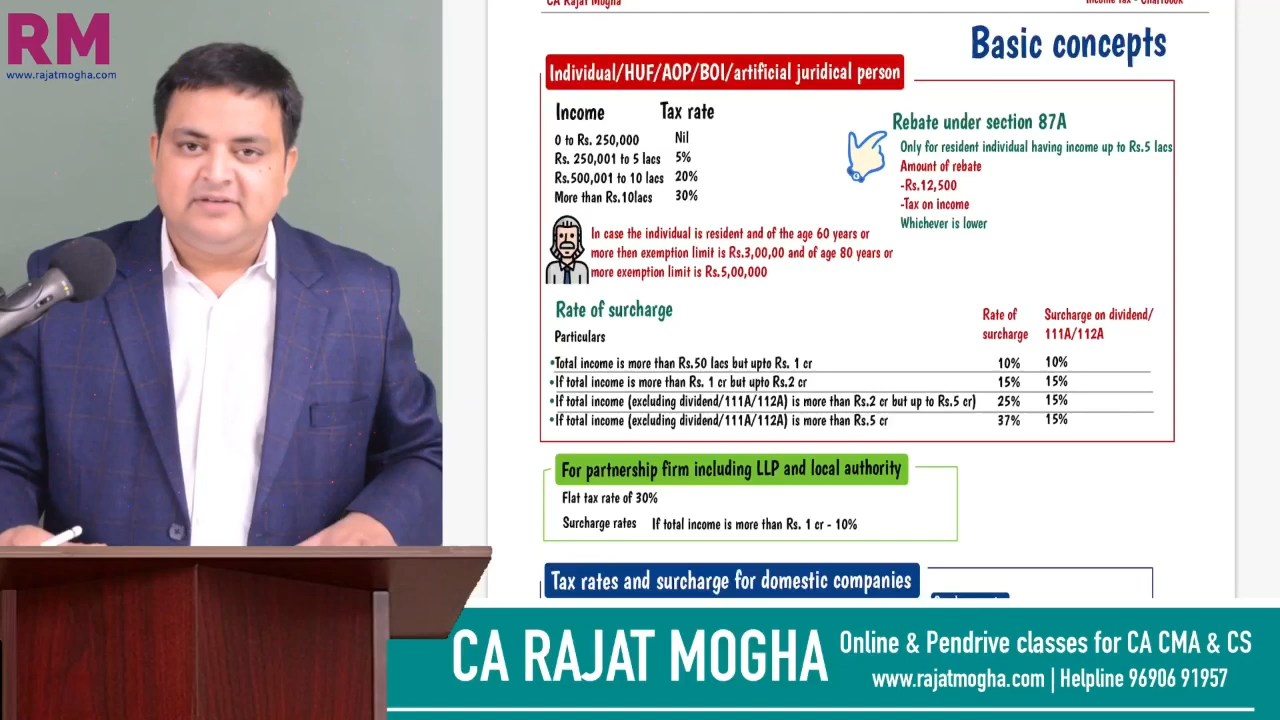 RM
www.rajatmogha.com
CA Rajat Mogha
Income Tax - Chartbook
Basic concepts
Individual/HUF/AOP/BOI/artificial juridical person
Income Tax rate
0 to Rs. 250,000 Nil
Rs. 250,001 to 5 lacs 5%
Rs.500,001 to 10 lacs 20%
More than Rs.10lacs 30%
Rebate under section 87A
Only for resident individual having income up to Rs.5 lacs
Amount of rebate
-Rs.12,500
-Tax on income
Whichever is lower
In case the individual is resident and of the age 60 years or
more then exemption limit is Rs.3,00,00 and of age 80 years or
more exemption limit is Rs.5,00,000
Rate of surcharge
Particulars
Rate of surcharge
Surcharge on dividend/
111A/112A
•Total income is more than Rs.50 lacs but upto Rs. 1 cr 10% 10%
•If total income is more than Rs. 1 cr but upto Rs.2 cr 15% 15%
•If total income (excluding dividend/111A/112A) is more than Rs.2 cr but up to Rs.5 cr) 25% 15%
•If total income (excluding dividend/111A/112A) is more than Rs.5 cr 37% 15%
For partnership firm including LLP and local authority
Flat tax rate of 30%
Surcharge rates If total income is more than Rs. 1 cr - 10%
Tax rates and surcharge for domestic companies
CA RAJAT MOGHA
Online & Pendrive classes for CA CMA & CS
www.rajatmogha.com | Helpline 96906 91957